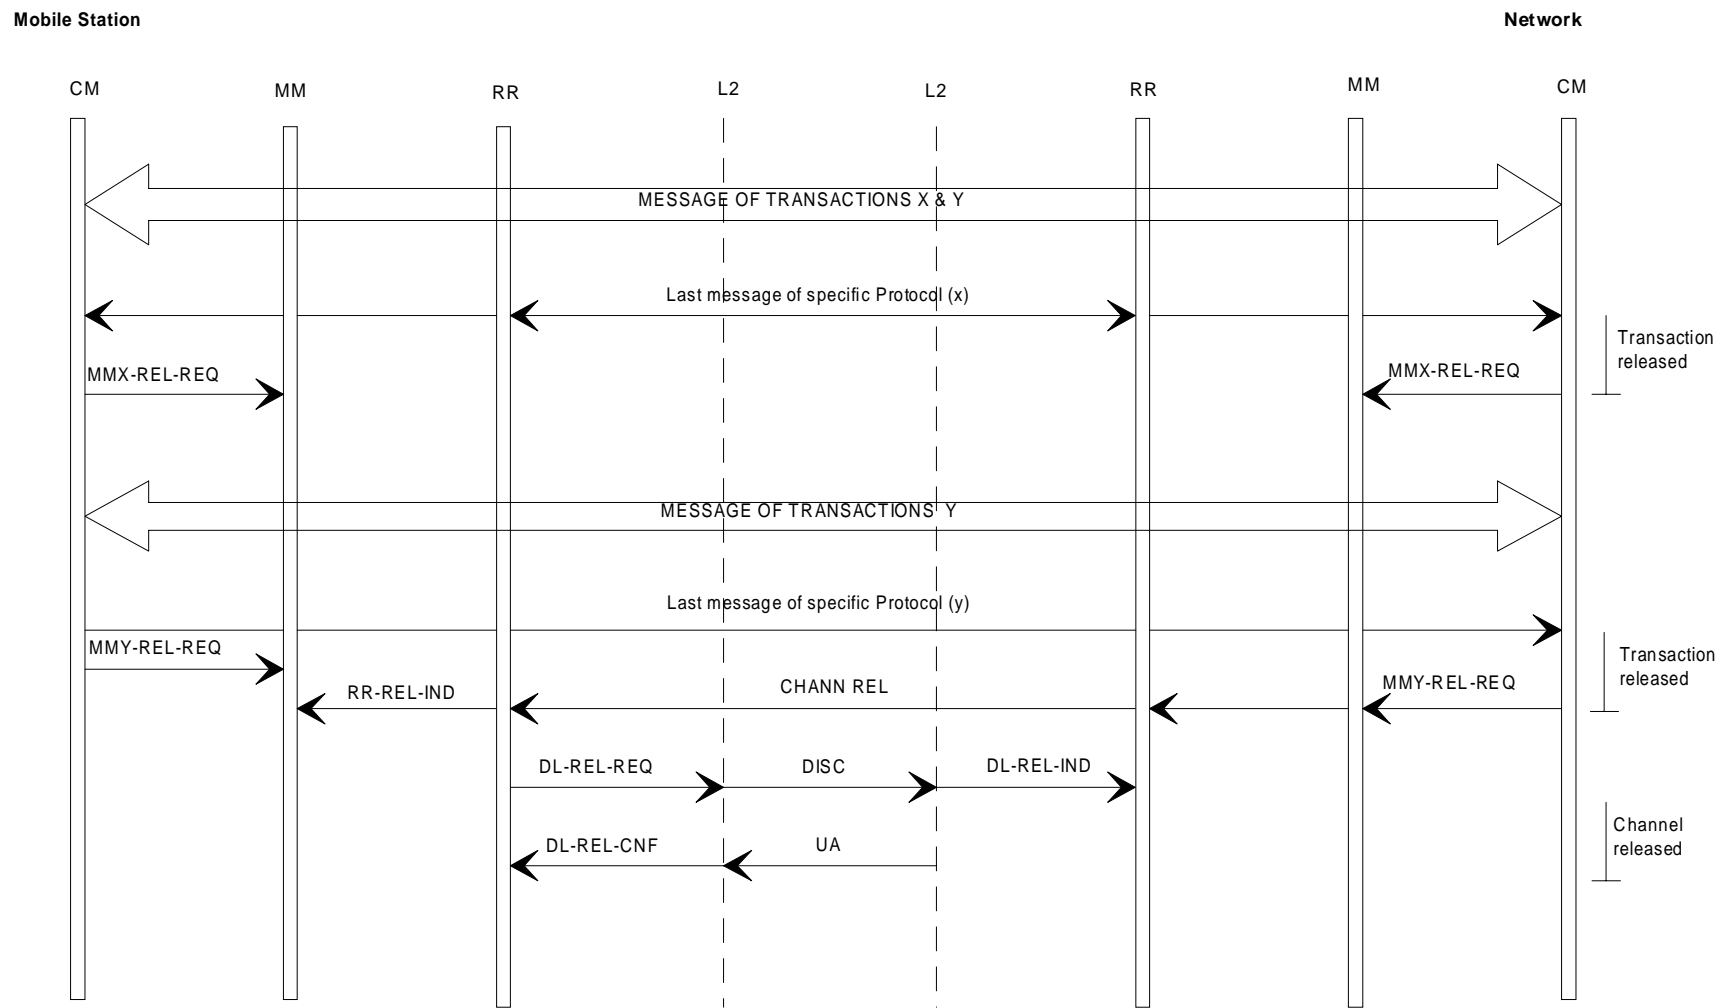 Mobile Station
Network
CM
MM
RR
L2
L2
RR
MM
CM
MESSAGE OF TRANSACTIONS X & Y
Last message of specific Protocol (x)
Transaction
released
MMX-REL-REQ
MMX-REL-REQ
MESSAGE OF TRANSACTIONS Y
Last message of specific Protocol (y)
MMY-REL-REQ
Transaction
released
RR-REL-IND
CHANN REL
MMY-REL-REQ
DL-REL-REQ
DISC
DL-REL-IND
Channel
released
DL-REL-CNF
UA